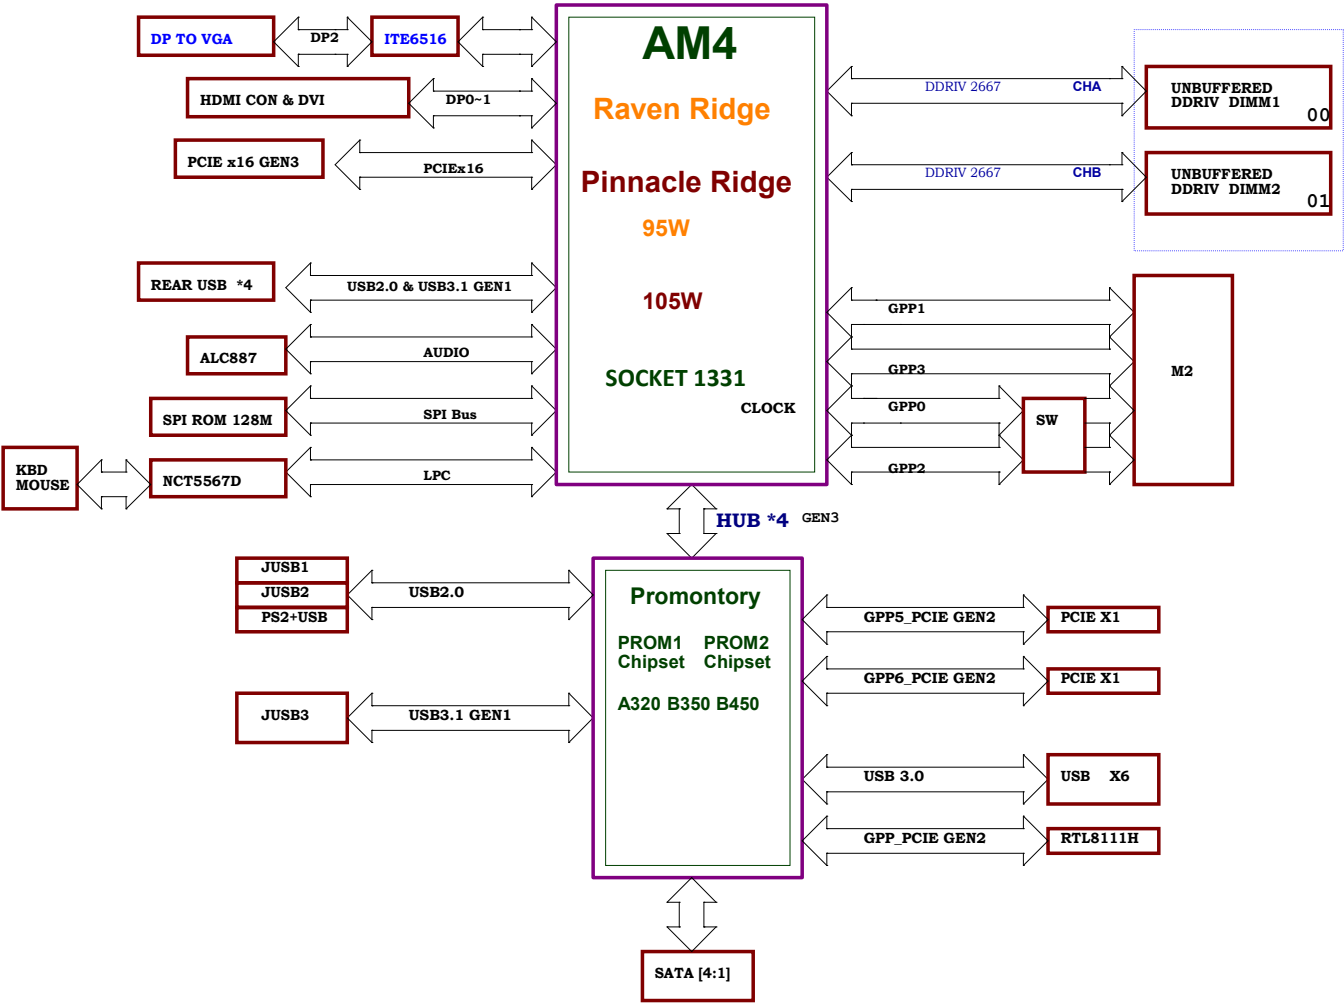 AM4
DP TO VGA
DP2
ITE6516
HDMI CON & DVI
DP0~1
Raven Ridge
DDRIV 2667 CHA
UNBUFFERED
DDRIV DIMM1
00
PCIE x16 GEN3
PCIEx16
Pinnacle Ridge
DDRIV 2667 CHB
UNBUFFERED
DDRIV DIMM2
01
95W
REAR USB *4
USB2.0 & USB3.1 GEN1
105W
GPP1
ALC887
AUDIO
SOCKET 1331
GPP3
M2
SPI ROM 128M
SPI Bus
CLOCK
GPP0
SW
KBD
MOUSE
NCT5567D
LPC
GPP2
HUB *4 GEN3
JUSB1
JUSB2
PS2+USB
USB2.0
Promontory
GPP5_PCIE GEN2
PCIE X1
PROM1 PROM2
Chipset Chipset
GPP6_PCIE GEN2
PCIE X1
A320 B350 B450
JUSB3
USB3.1 GEN1
USB 3.0
USB X6
GPP_PCIE GEN2
RTL8111H
SATA [4:1]